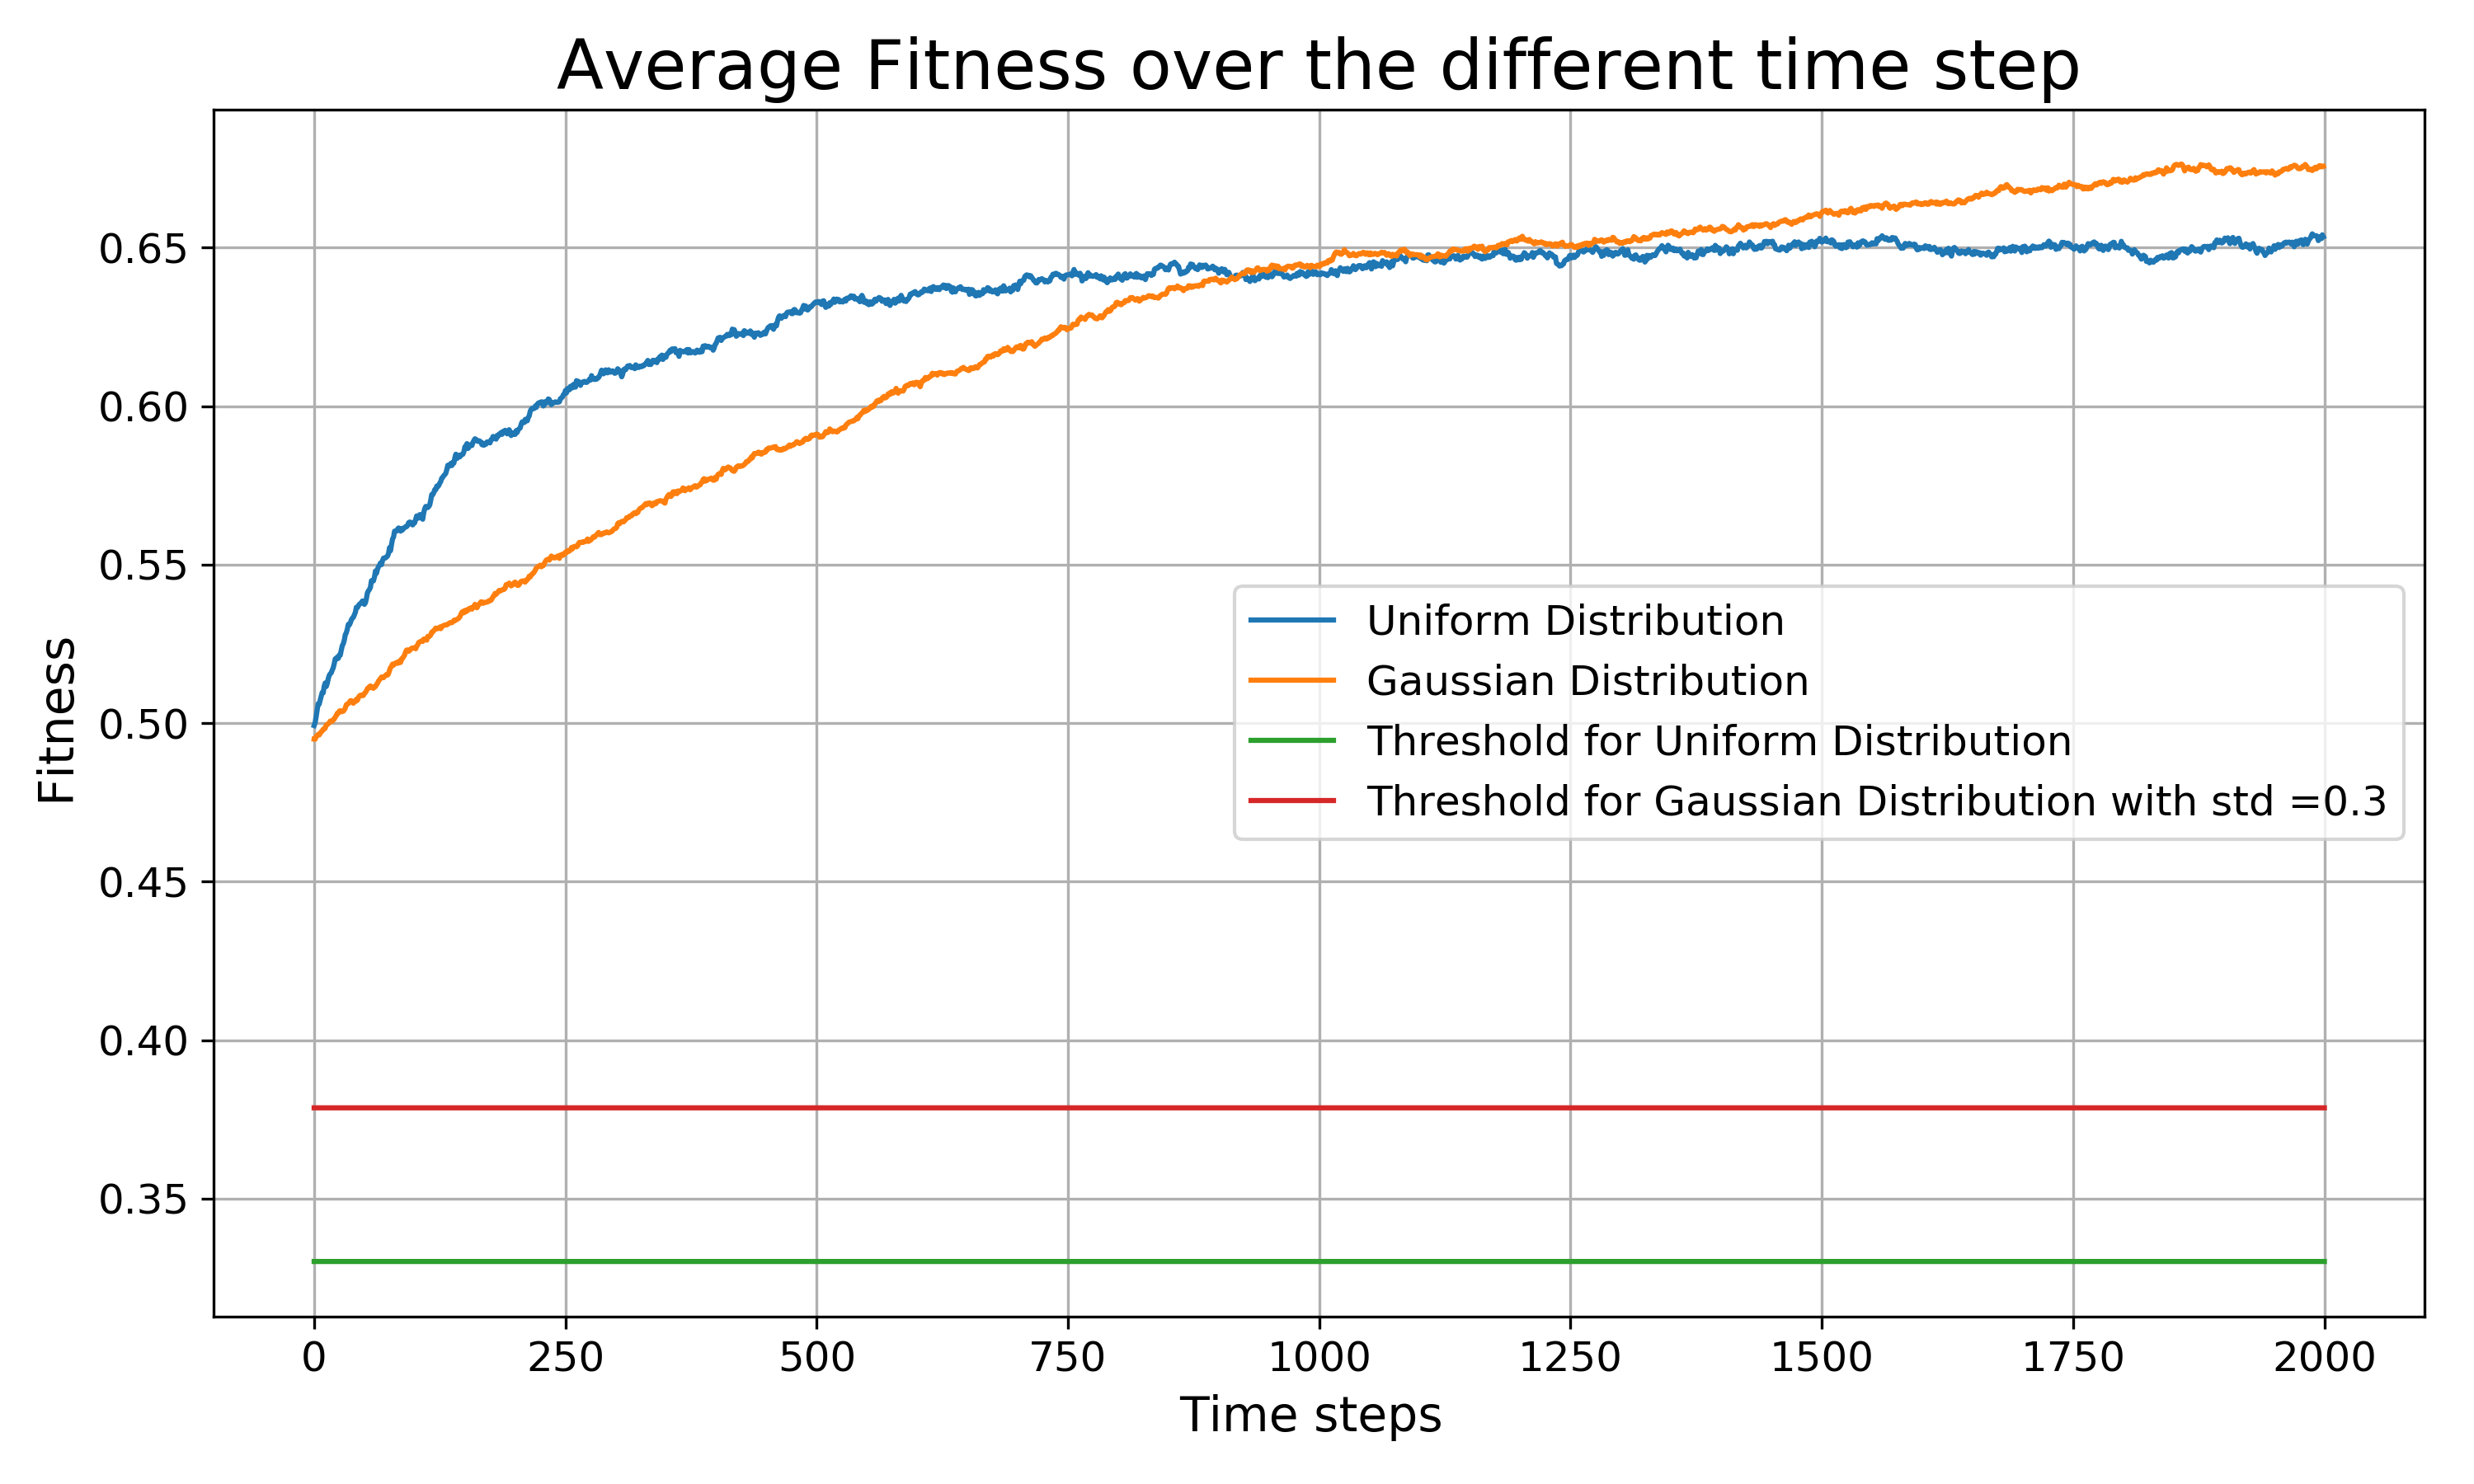 Average Fitness over the different time step
Fitness
0.65
0.60
0.55
0.50
0.45
0.40
0.35
Uniform Distribution
Gaussian Distribution
Threshold for Uniform Distribution
Threshold for Gaussian Distribution with std =0.3
0 250 500 750 1000 1250 1500 1750 2000
Time steps